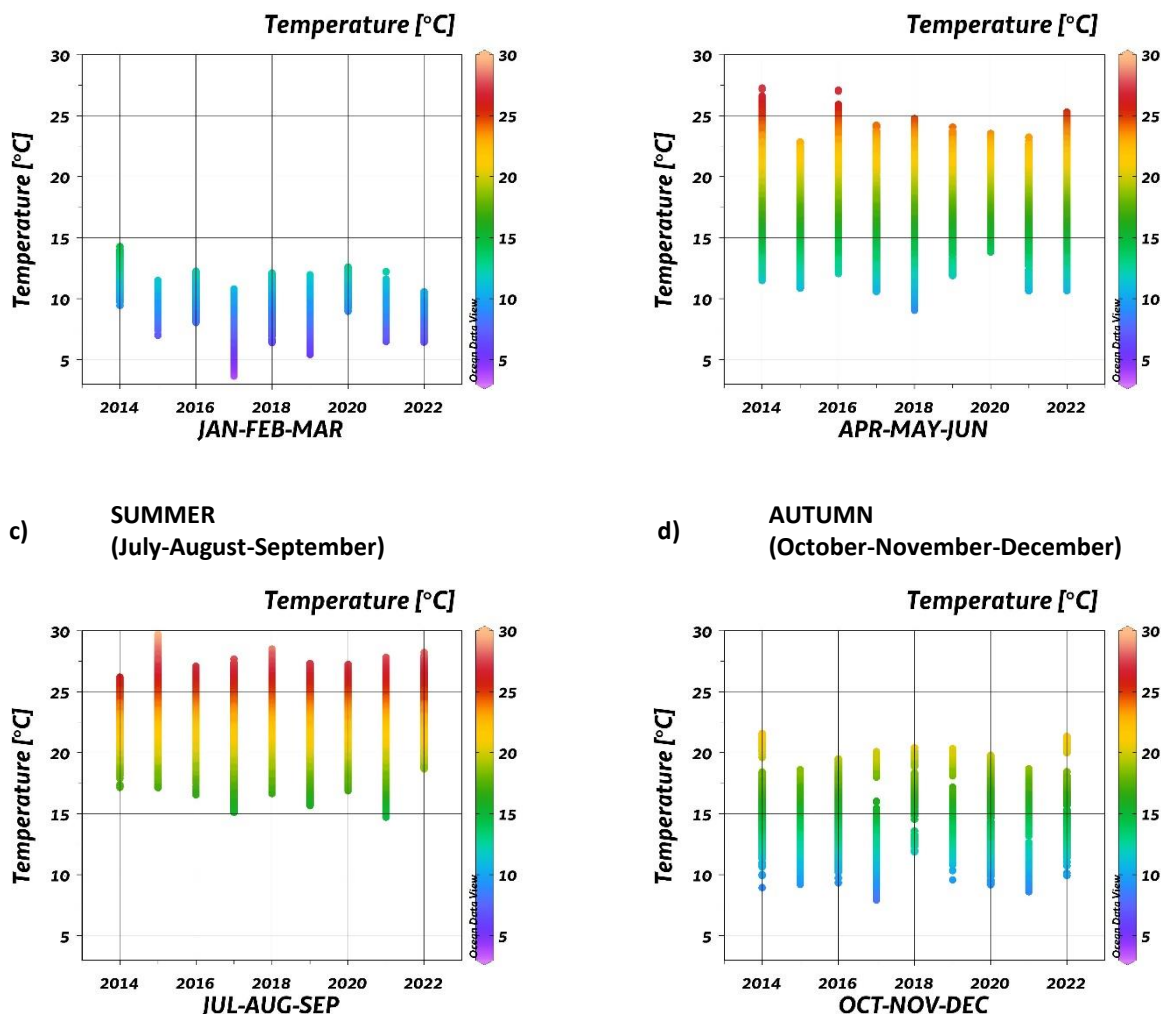 Temperature [°C]
30
25
20
15
10
5
Temperature [°C]
30
25
20
15
10
5
Ocean Data View
2014 2016 2018 2020 2022
JAN-FEB-MAR
Temperature [°C]
30
25
20
15
10
5
Temperature [°C]
30
25
20
15
10
5
Ocean Data View
2014 2016 2018 2020 2022
APR-MAY-JUN
c)
SUMMER
(July-August-September)
d)
AUTUMN
(October-November-December)
Temperature [°C]
30
25
20
15
10
5
Temperature [°C]
30
25
20
15
10
5
Ocean Data View
2014 2016 2018 2020 2022
JUL-AUG-SEP
Temperature [°C]
30
25
20
15
10
5
Temperature [°C]
30
25
20
15
10
5
Ocean Data View
2014 2016 2018 2020 2022
OCT-NOV-DEC